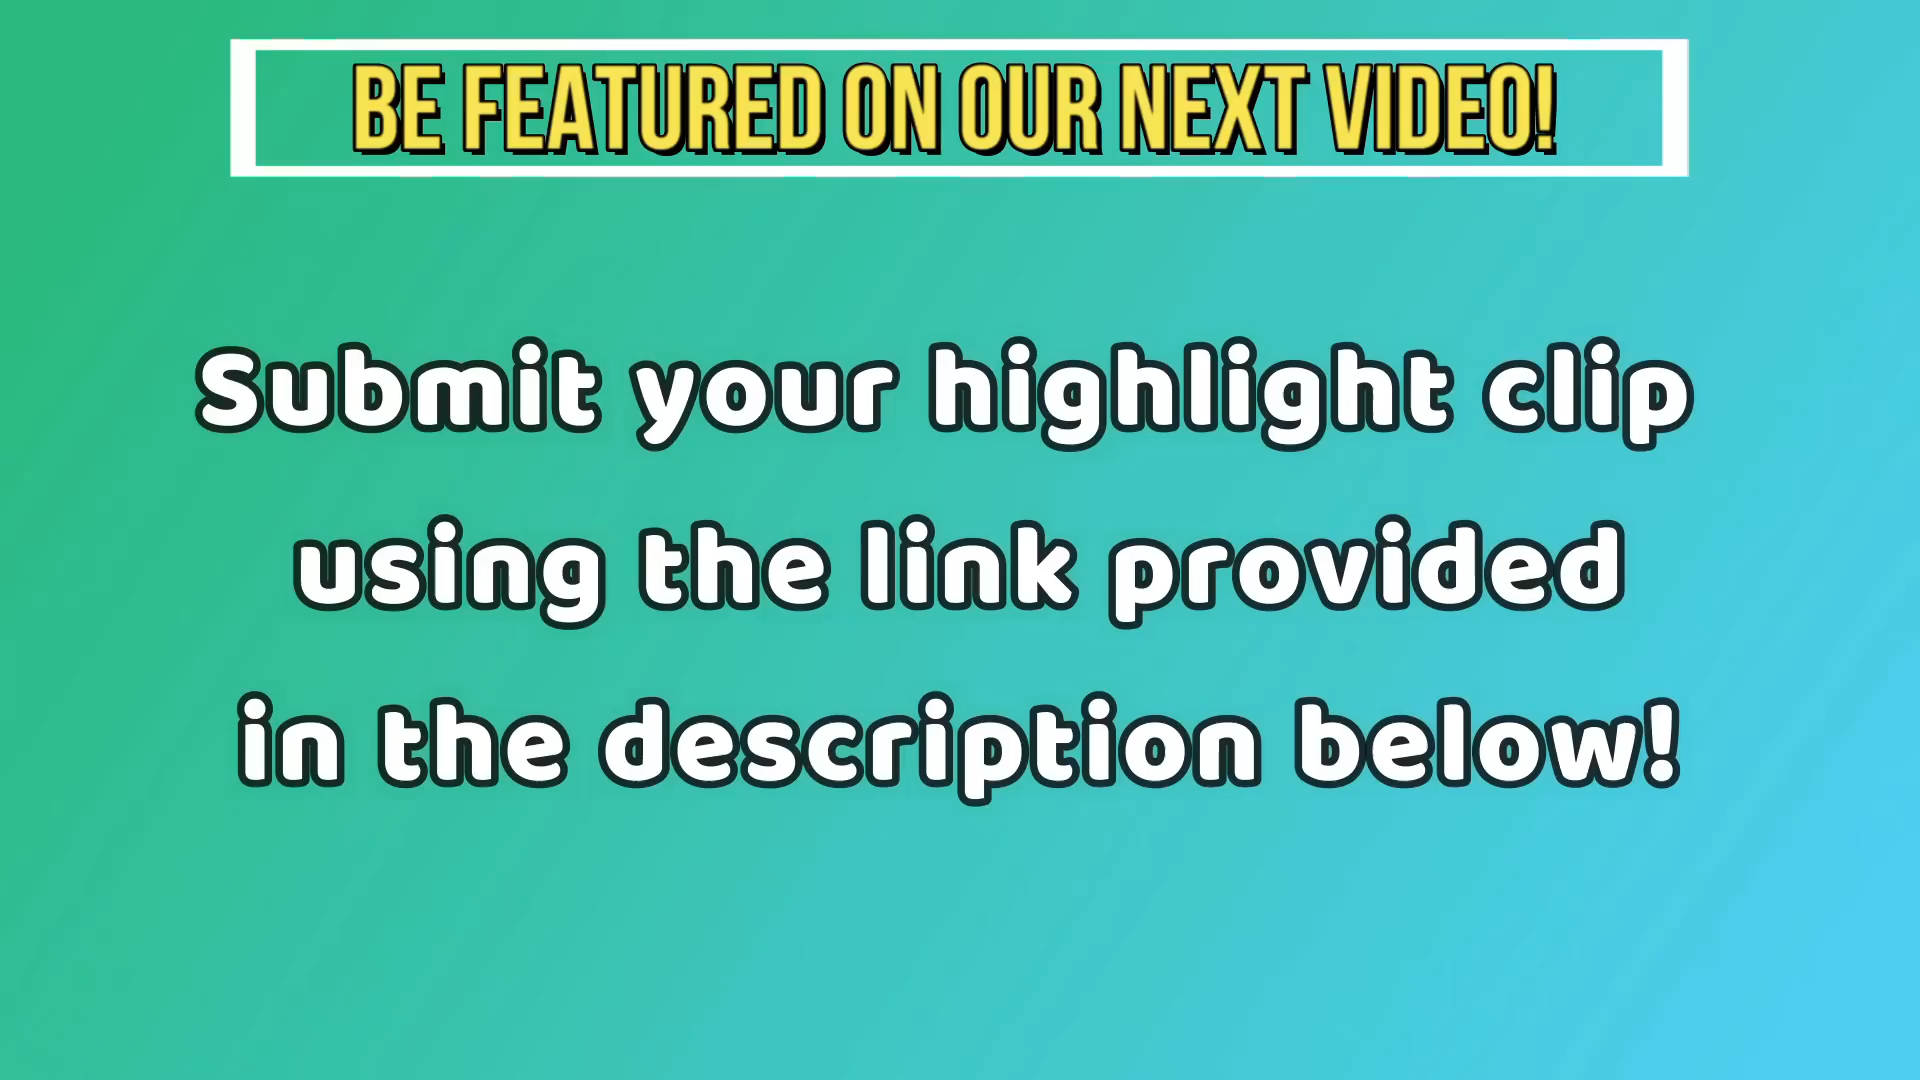 BE FEATURED ON OUR NEXT VIDEO!
Submit your highlight clip
using the link provided
in the description below!